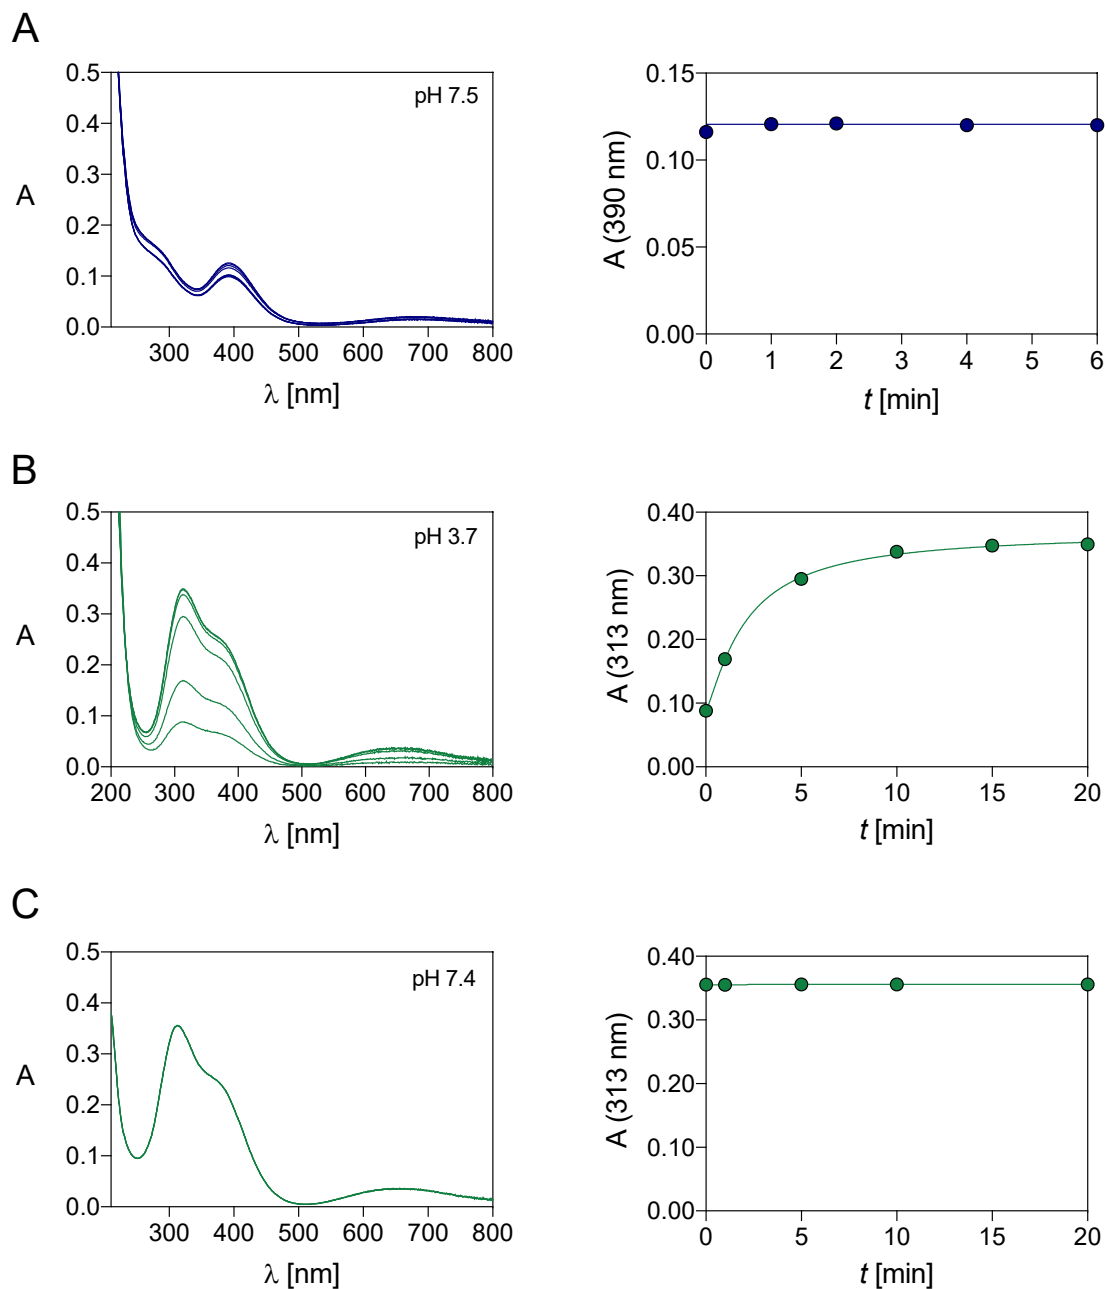 A
0.5
0.4
0.3
0.2
0.1
0.0
A
pH 7.5
300 400 500 600 700 800
λ [nm]
0.15
0.10
0.05
0.00
A (390 nm)
0 1 2 3 4 5 6
t [min]
B
0.5
0.4
0.3
0.2
0.1
0.0
A
pH 3.7
200 300 400 500 600 700 800
λ [nm]
0.40
0.30
0.20
0.10
0.00
A (313 nm)
0 5 10 15 20
t [min]
C
0.5
0.4
0.3
0.2
0.1
0.0
A
pH 7.4
300 400 500 600 700 800
λ [nm]
0.40
0.30
0.20
0.10
0.00
A (313 nm)
0 5 10 15 20
t [min]